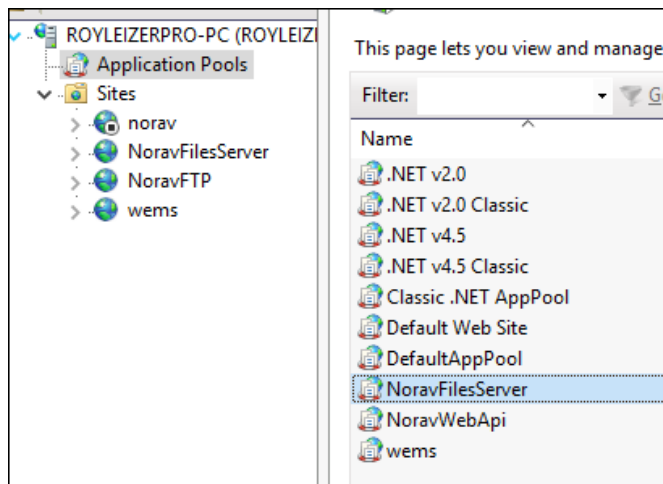 ROYLEIZERPRO-PC (ROYLEIZI
Application Pools
Sites
norav
NoravFilesServer
NoravFTP
wems
This page lets you view and manage
Filter:
Name
.NET v2.0
.NET v2.0 Classic
.NET v4.5
.NET v4.5 Classic
Classic .NET AppPool
Default Web Site
DefaultAppPool
NoravFilesServer
NoravWebApi
wems